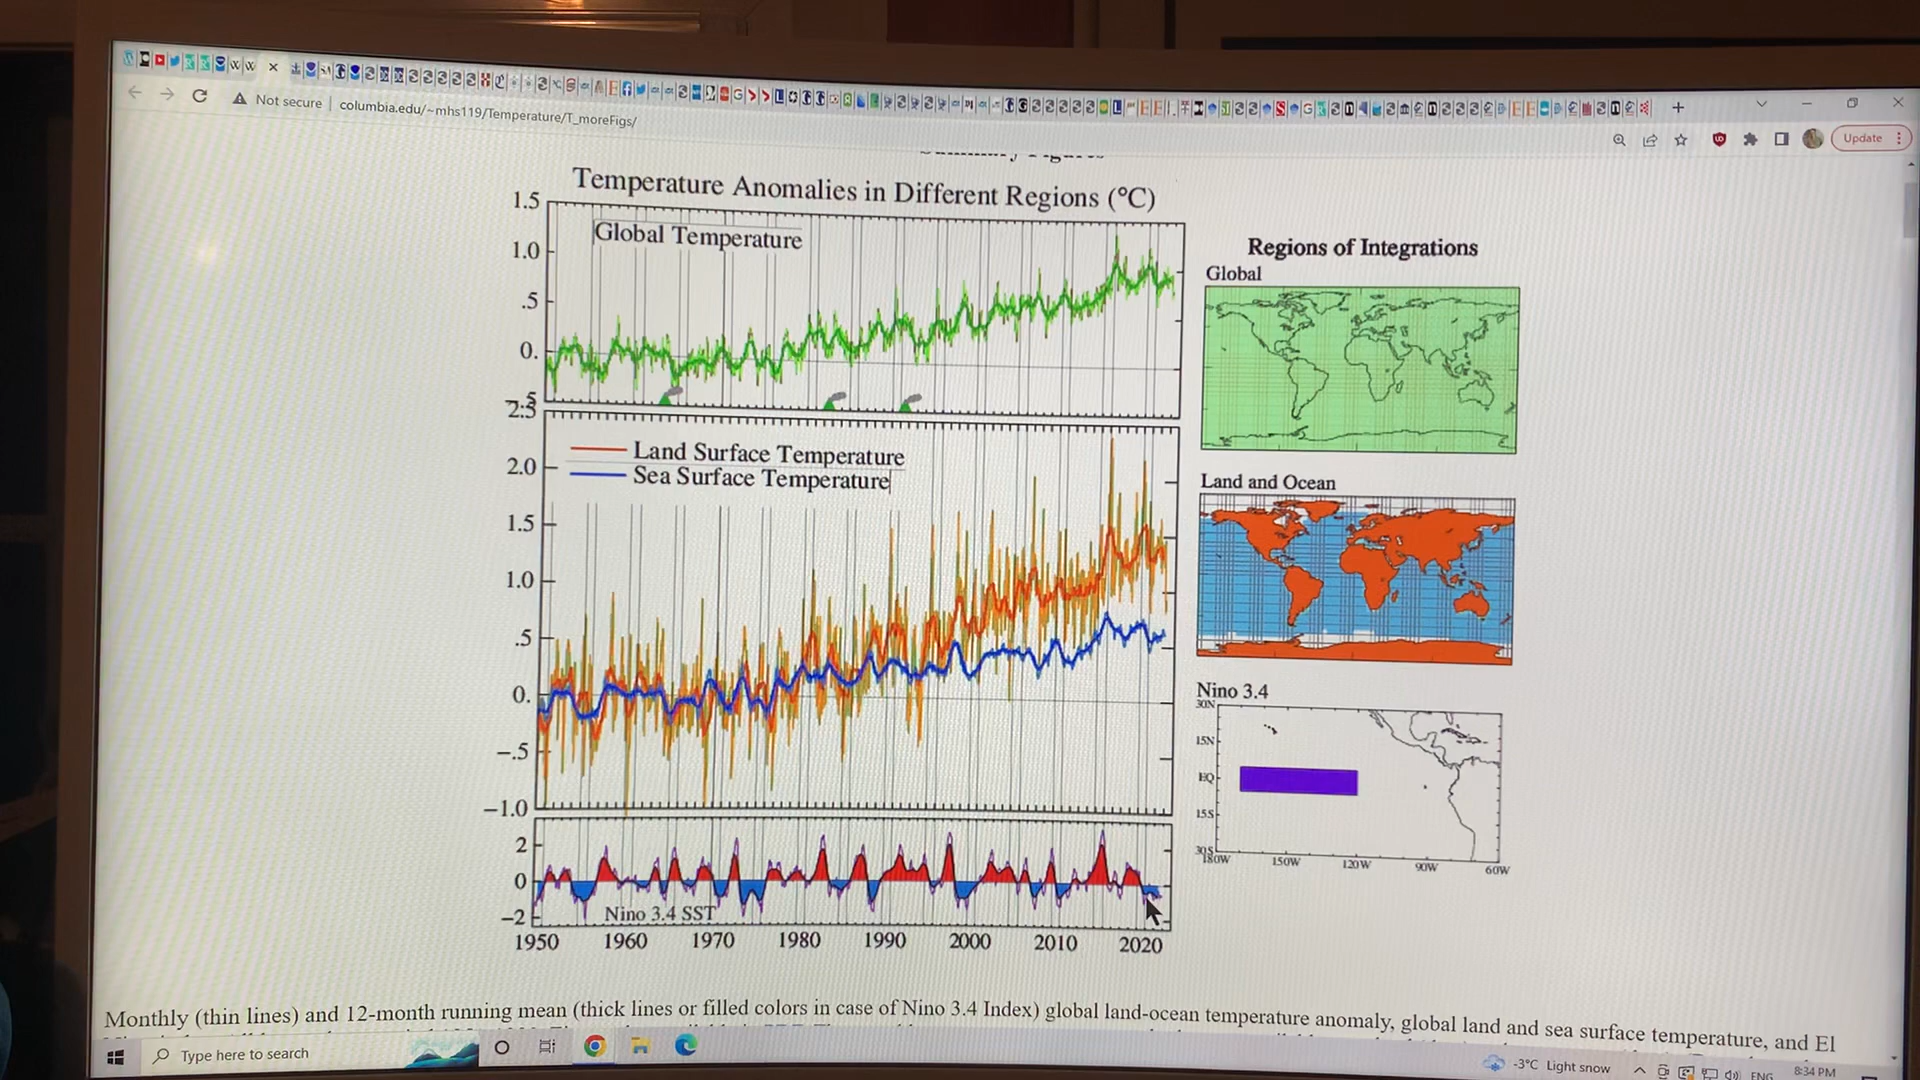 Not secure | columbia.edu/~mhs119/Temperature/T_moreFigs/
Update
Temperature Anomalies in Different Regions (°C)
1.5
1.0
.5
0.
Global Temperature
2.5
2.0
1.5
1.0
.5
0.
−.5
−1.0
Land Surface Temperature
Sea Surface Temperature
2
0
−2
Nino 3.4 SST
1950 1960 1970 1980 1990 2000 2010 2020
Regions of Integrations
Global
Land and Ocean
Nino 3.4
30N
15N
EQ
15S
30S
180W 150W 120W 90W 60W
Monthly (thin lines) and 12-month running mean (thick lines or filled colors in case of Nino 3.4 Index) global land-ocean temperature anomaly, global land and sea surface temperature, and El
Type here to search
-3°C Light snow
ENG
8:34 PM